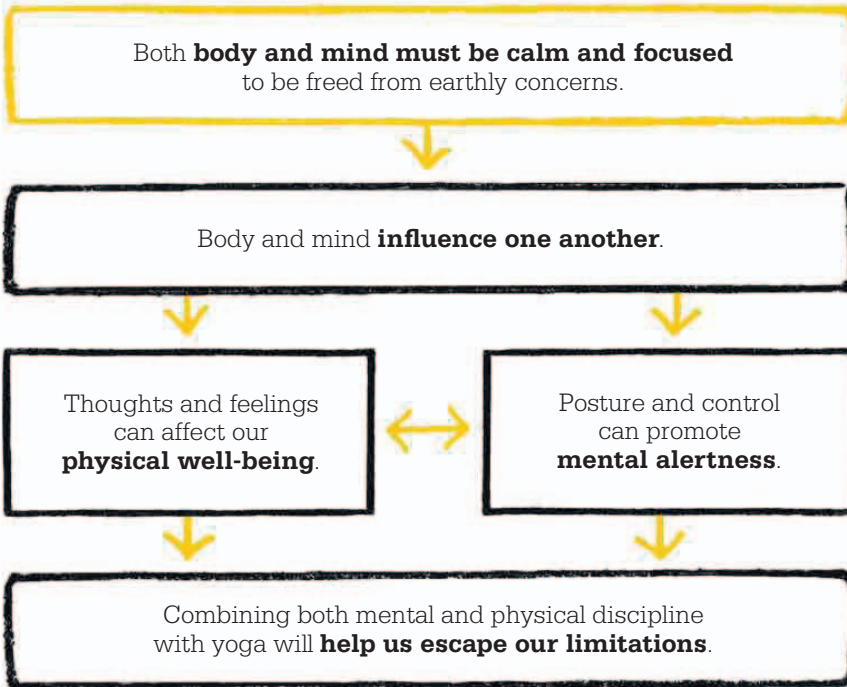 Both body and mind must be calm and focused
to be freed from earthly concerns.
Body and mind influence one another.
Thoughts and feelings
can affect our
physical well-being.
Posture and control
can promote
mental alertness.
Combining both mental and physical discipline
with yoga will help us escape our limitations.